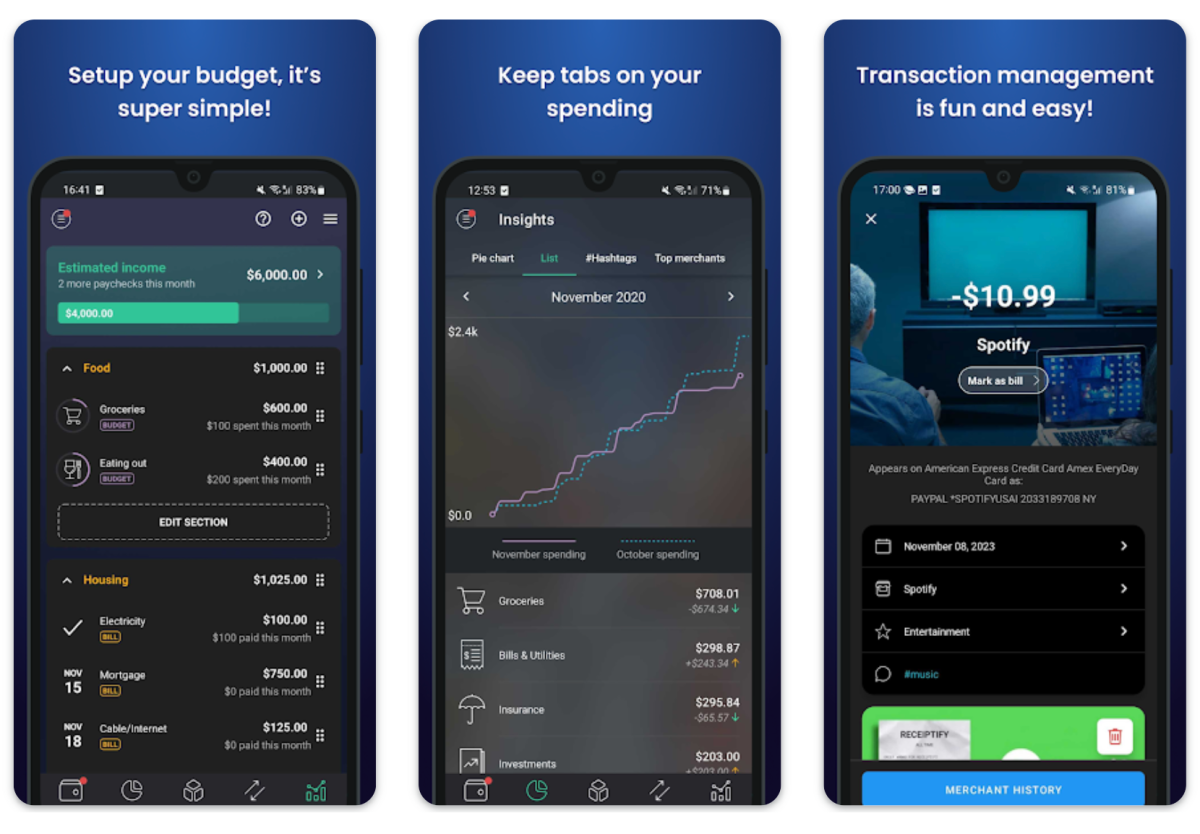 Setup your budget, it's
super simple!
16:41
83%
Estimated income
2 more paychecks this month
$6,000.00
$4,000.00
Food
$1,000.00
Groceries
BUDGET
$600.00
$100 spent this month
Eating out
BUDGET
$400.00
$200 spent this month
EDIT SECTION
Housing
$1,025.00
Electricity
BILL
$100.00
$100 paid this month
NOV
15
Mortgage
BILL
$750.00
$0 paid this month
NOV
18
Cable/Internet
BILL
$125.00
$0 paid this month
Keep tabs on your
spending
12:53
71%
Insights
Pie chart List #Hashtags Top merchants
November 2020
$2.4k
$0.0
November spending October spending
Groceries
$708.01
-$674.34
Bills & Utilities
$298.87
+$243.34
Insurance
$295.84
-$65.57
Investments
$203.00
+$203.00
Transaction management
is fun and easy!
17:00
81%
-$10.99
Spotify
Mark as bill
Appears on American Express Credit Card Amex EveryDay
Card as:
PAYPAL *SPOTIFYUSAI 2033189708 NY
November 08, 2023
Spotify
Entertainment
#music
RECEIPTIFY
MERCHANT HISTORY